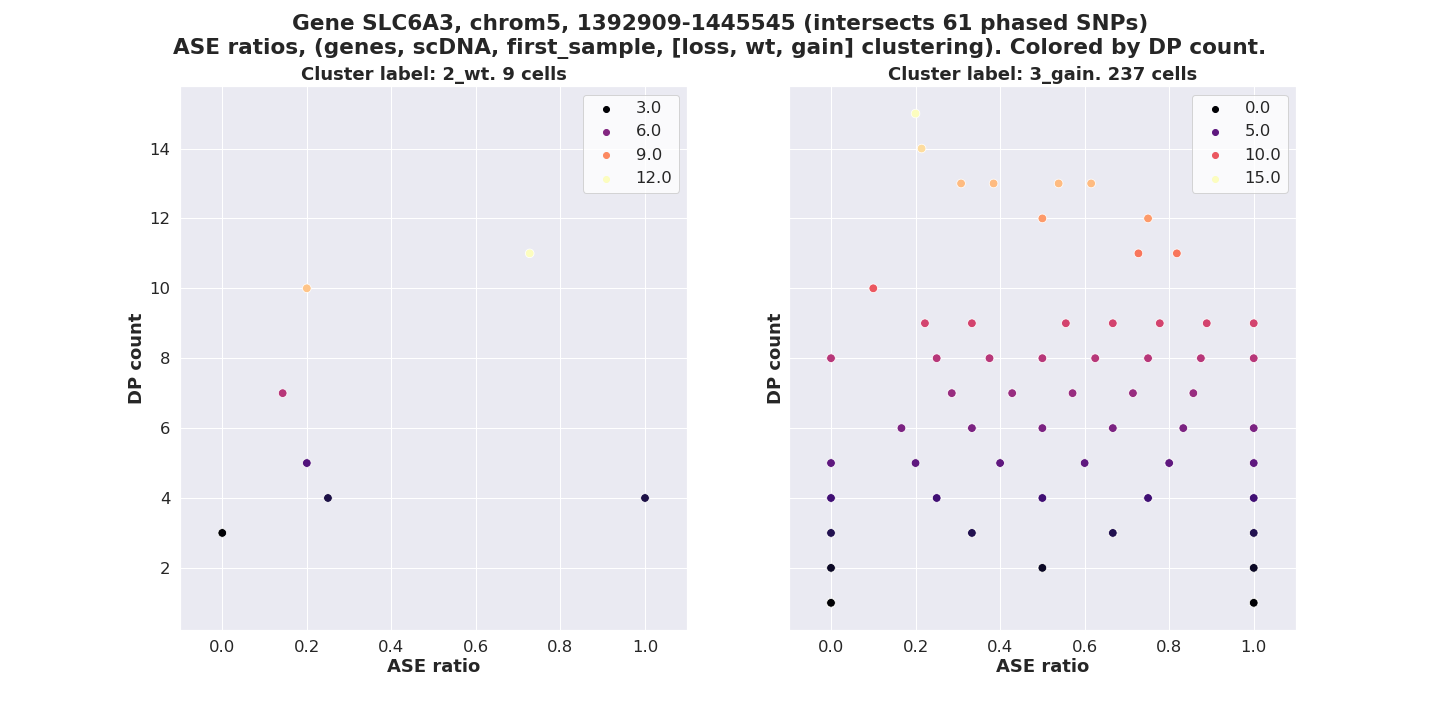 Gene SLC6A3, chrom5, 1392909-1445545 (intersects 61 phased SNPs)
ASE ratios, (genes, scDNA, first_sample, [loss, wt, gain] clustering). Colored by DP count.
Cluster label: 2_wt. 9 cells
3.0
6.0
9.0
12.0
DP count
14
12
10
8
6
4
2
0.0 0.2 0.4 0.6 0.8 1.0
ASE ratio
Cluster label: 3_gain. 237 cells
0.0
5.0
10.0
15.0
DP count
0.0 0.2 0.4 0.6 0.8 1.0
ASE ratio